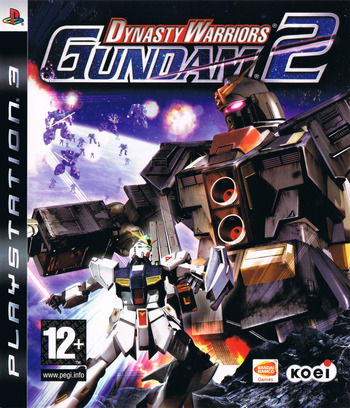 DYNASTY WARRIORS
GUNDAM. 2
PLAYSTATION 3
12+
www.pegi.info
BANDAI
NAMCO
Games
KOEI